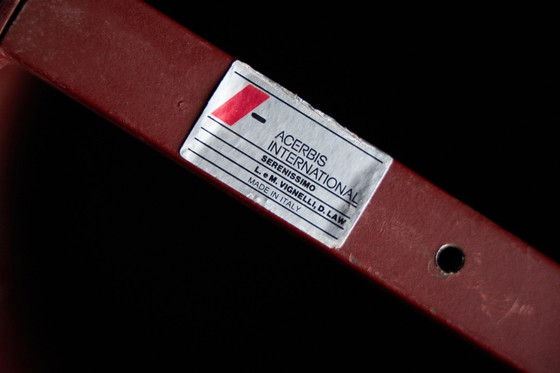 ACERBIS
INTERNATIONAL
SERENISSIMO
L. e M. VIGNELLI, D. LAW
MADE IN ITALY